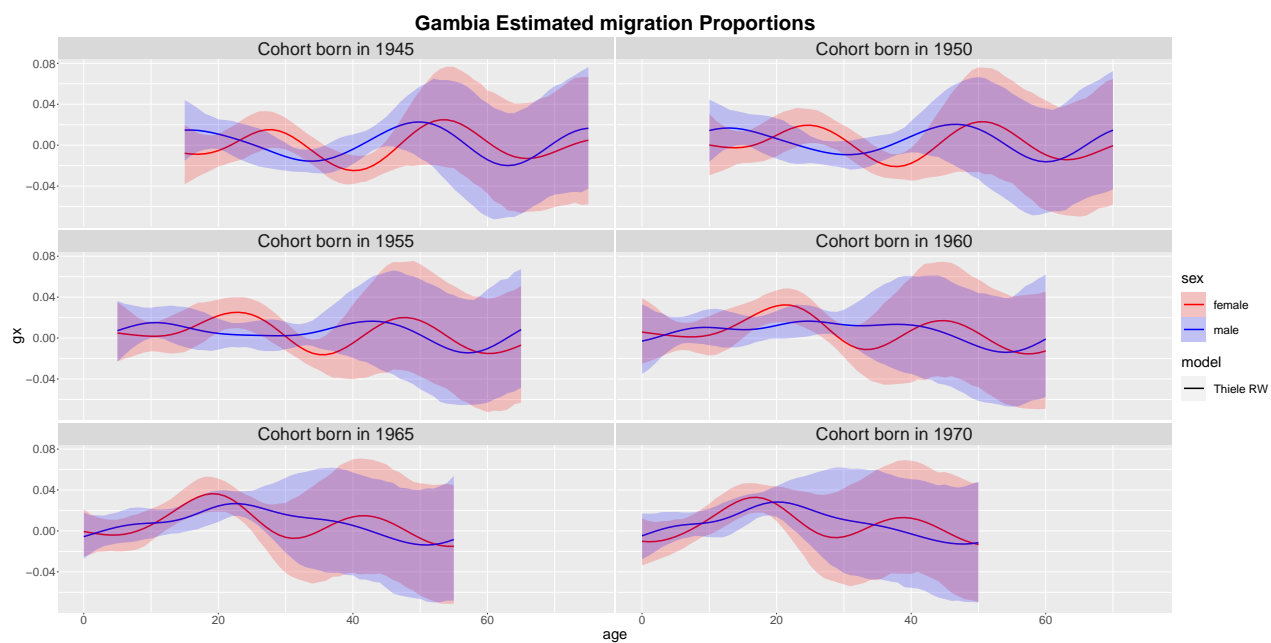 Gambia Estimated migration Proportions
Cohort born in 1945
Cohort born in 1950
0.08
0.04
0.00
−0.04
Cohort born in 1955
Cohort born in 1960
0.08
0.04
0.00
−0.04
Cohort born in 1965
Cohort born in 1970
0.08
0.04
0.00
−0.04
0
20
40
60
0
20
40
60
age
gx
sex
female
male
model
Thiele RW